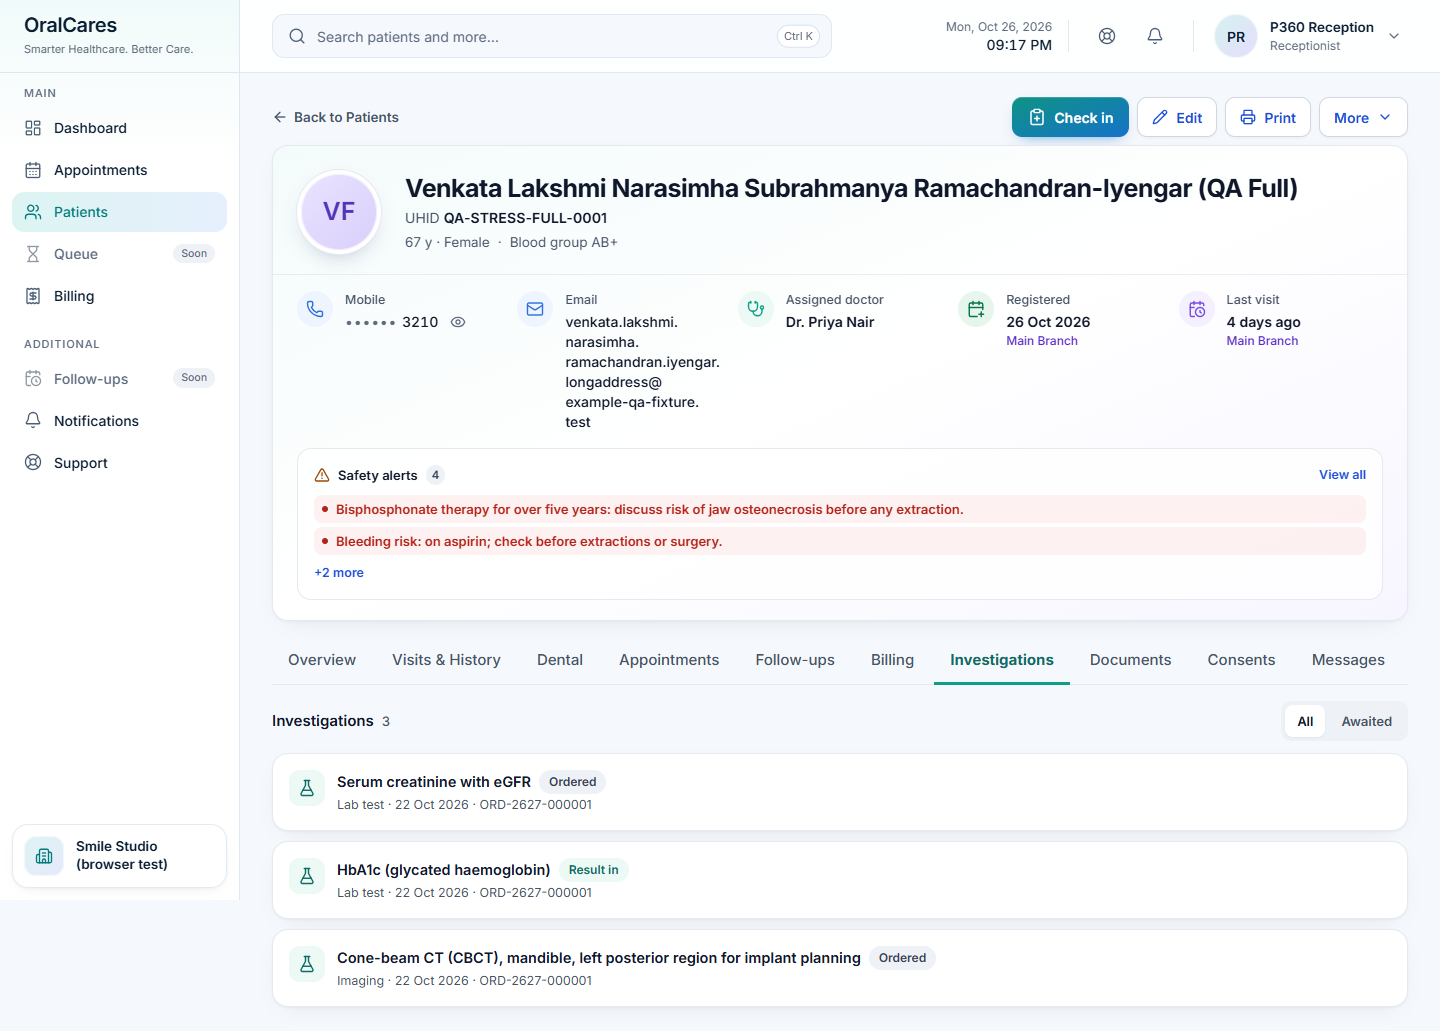 OralCares
Smarter Healthcare. Better Care.
Search patients and more...
Ctrl K
Mon, Oct 26, 2026
09:17 PM
PR
P360 Reception
Receptionist
MAIN
Dashboard
Appointments
Patients
Queue
Soon
Billing
ADDITIONAL
Follow-ups
Soon
Notifications
Support
Smile Studio
(browser test)
Back to Patients
Check in
Edit
Print
More
VF
Venkata Lakshmi Narasimha Subrahmanya Ramachandran-Iyengar (QA Full)
UHID QA-STRESS-FULL-0001
67 y · Female · Blood group AB+
Mobile
•••••• 3210
Email
venkata.lakshmi.
narasimha.
ramachandran.iyengar.
longaddress@
example-qa-fixture.
test
Assigned doctor
Dr. Priya Nair
Registered
26 Oct 2026
Main Branch
Last visit
4 days ago
Main Branch
Safety alerts 4
View all
Bisphosphonate therapy for over five years: discuss risk of jaw osteonecrosis before any extraction.
Bleeding risk: on aspirin; check before extractions or surgery.
+2 more
Overview
Visits & History
Dental
Appointments
Follow-ups
Billing
Investigations
Documents
Consents
Messages
Investigations 3
All
Awaited
Serum creatinine with eGFR
Ordered
Lab test · 22 Oct 2026 · ORD-2627-000001
HbA1c (glycated haemoglobin)
Result in
Lab test · 22 Oct 2026 · ORD-2627-000001
Cone-beam CT (CBCT), mandible, left posterior region for implant planning
Ordered
Imaging · 22 Oct 2026 · ORD-2627-000001